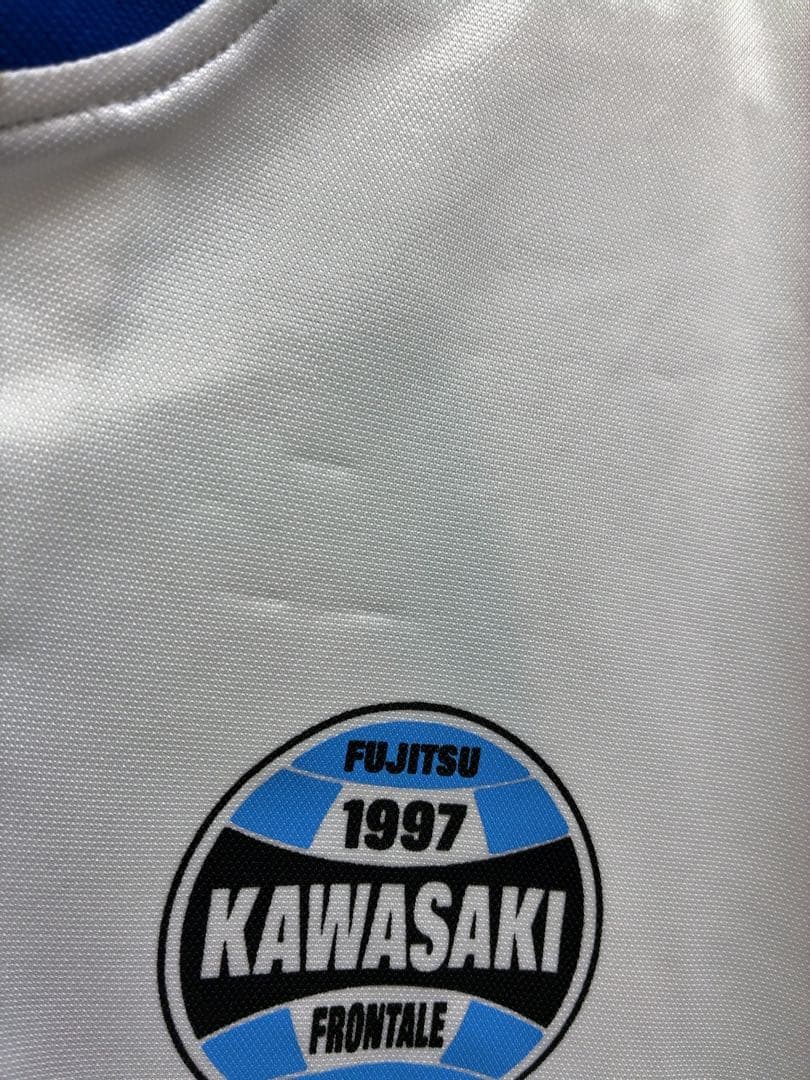 FUJITSU
1997
KAWASAKI
FRONTALE